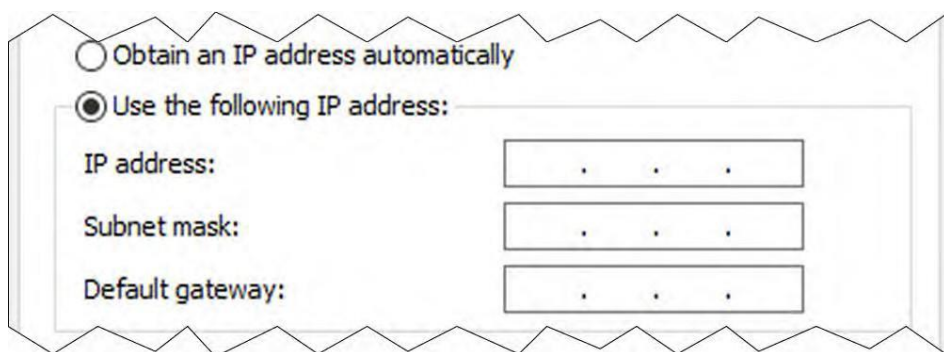 Obtain an IP address automatically
Use the following IP address:
IP address: . . .
Subnet mask: . . .
Default gateway: . . .